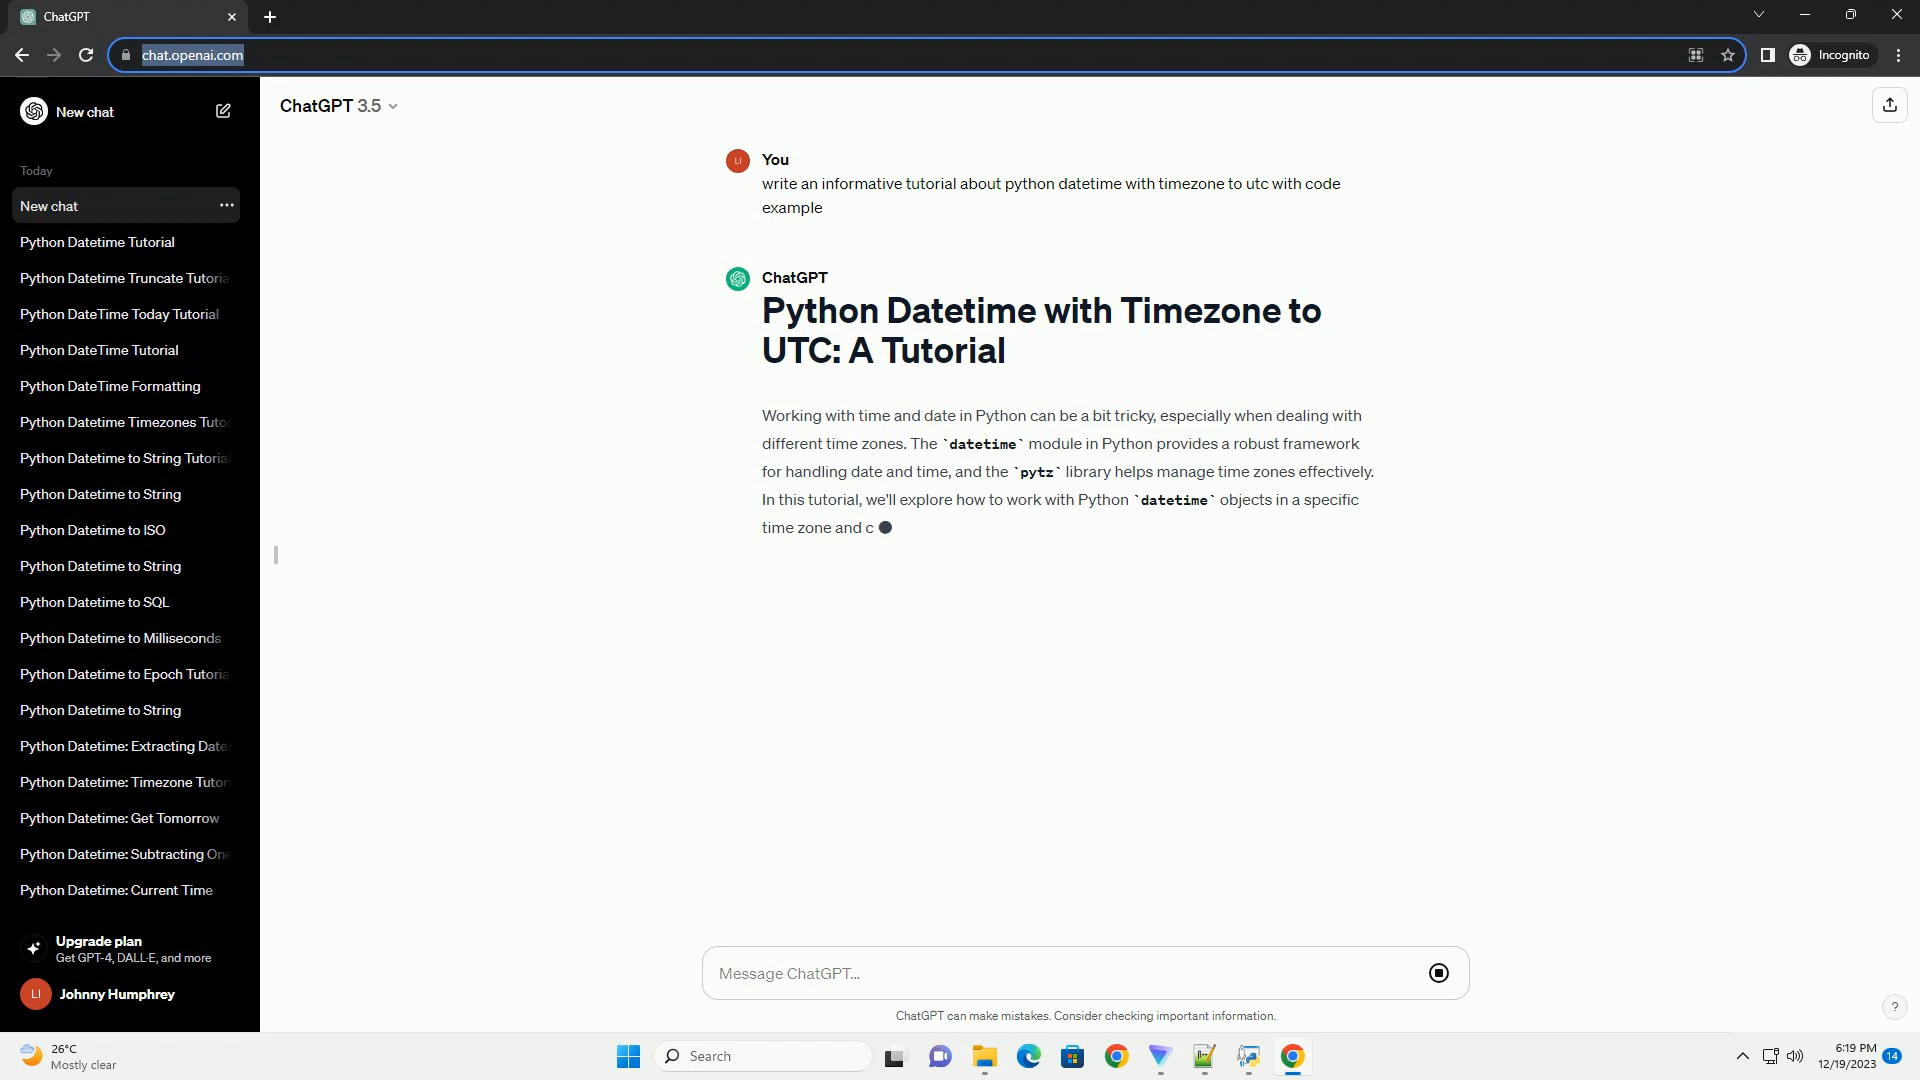 ChatGPT
chat.openai.com
Incognito
New chat
Today
New chat
Python Datetime Tutorial
Python Datetime Truncate Tutoria
Python DateTime Today Tutorial
Python DateTime Tutorial
Python DateTime Formatting
Python Datetime Timezones Tutor
Python Datetime to String Tutorial
Python Datetime to String
Python Datetime to ISO
Python Datetime to String
Python Datetime to SQL
Python Datetime to Milliseconds
Python Datetime to Epoch Tutoria
Python Datetime to String
Python Datetime: Extracting Date
Python Datetime: Timezone Tutor
Python Datetime: Get Tomorrow
Python Datetime: Subtracting One
Python Datetime: Current Time
Upgrade plan
Get GPT-4, DALL·E, and more
LI
Johnny Humphrey
ChatGPT 3.5
LI
You
write an informative tutorial about python datetime with timezone to utc with code
example
ChatGPT
Python Datetime with Timezone to
UTC: A Tutorial
Working with time and date in Python can be a bit tricky, especially when dealing with
different time zones. The `datetime` module in Python provides a robust framework
for handling date and time, and the `pytz` library helps manage time zones effectively.
In this tutorial, we'll explore how to work with Python `datetime` objects in a specific
time zone and c
Message ChatGPT...
ChatGPT can make mistakes. Consider checking important information.
?
26°C
Mostly clear
Search
6:19 PM
12/19/2023
14